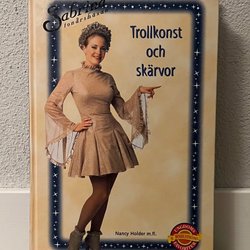 Sabrina
tonårshäxan
Trollkonst
och
skärvor
Nancy Holder m.fl.